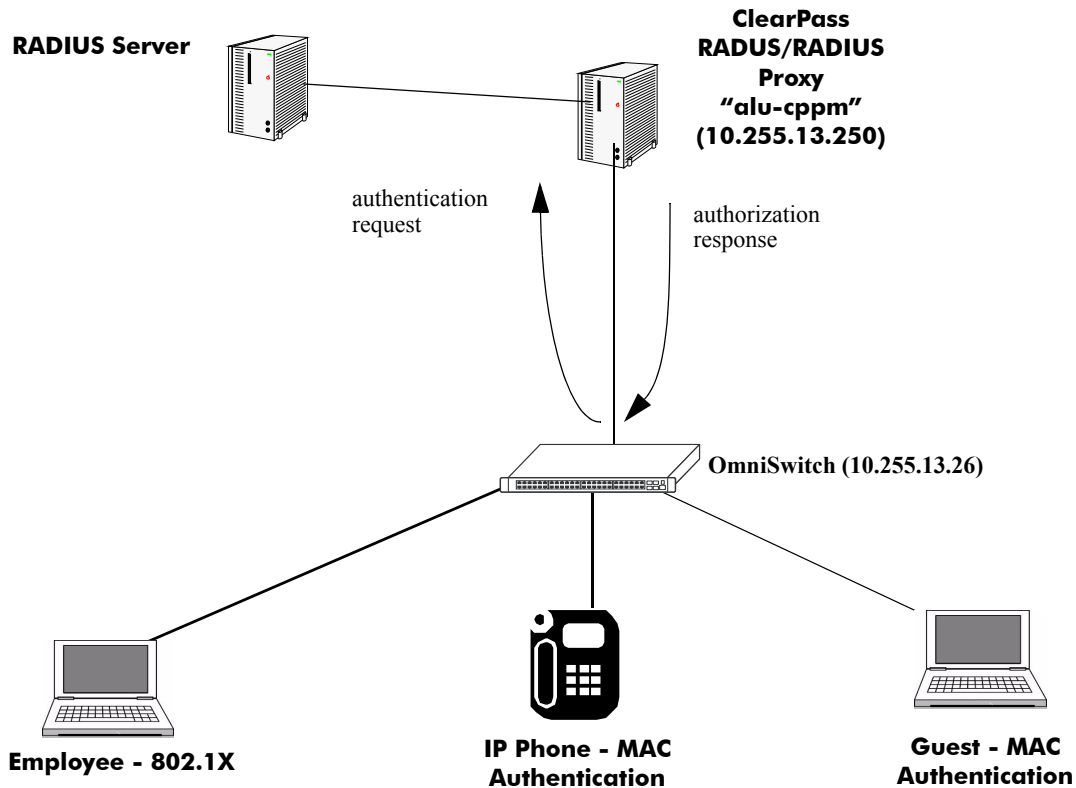 RADIUS Server
ClearPass
RADUS/RADIUS
Proxy
“alu-cppm”
(10.255.13.250)
authentication
request
authorization
response
OmniSwitch (10.255.13.26)
Employee - 802.1X
IP Phone - MAC
Authentication
Guest - MAC
Authentication